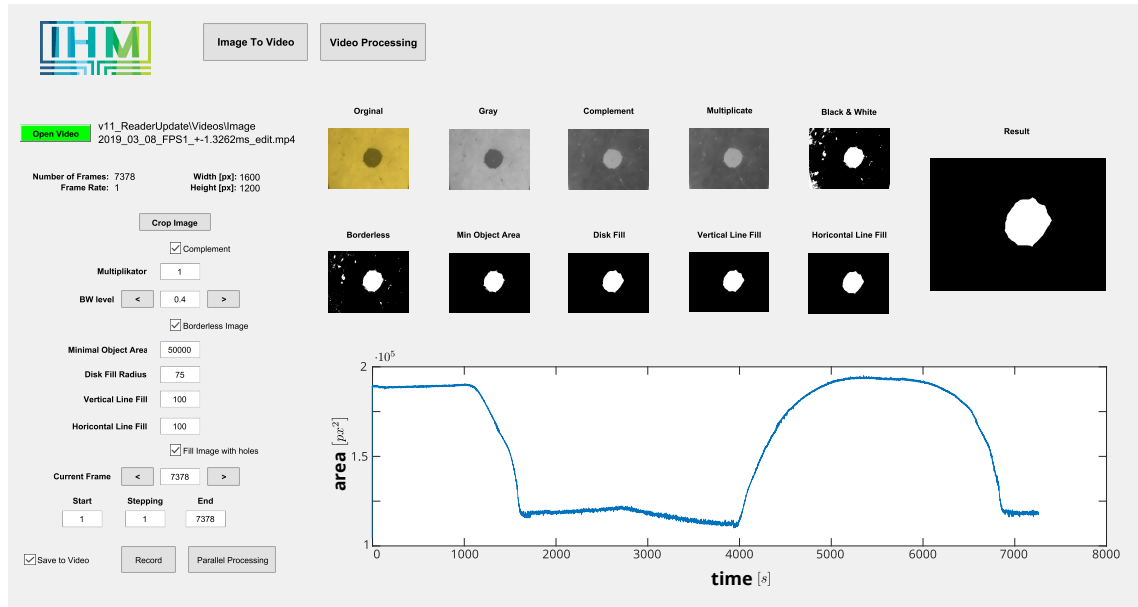 IHM
Image To Video
Video Processing
Open Video
v11_ReaderUpdate\Videos\Image
2019_03_08_FPS1_+-1.3262ms_edit.mp4
Number of Frames: 7378
Width [px]: 1600
Frame Rate: 1
Height [px]: 1200
Crop Image
Complement
Multiplikator 1
BW level < 0.4 >
Borderless Image
Minimal Object Area 50000
Disk Fill Radius 75
Vertical Line Fill 100
Horicontal Line Fill 100
Fill Image with holes
Current Frame < 7378 >
Start Stepping End
1 1 7378
Save to Video
Record
Parallel Processing
Orginal
Gray
Complement
Multiplicate
Black & White
Result
Borderless
Min Object Area
Disk Fill
Vertical Line Fill
Horicontal Line Fill
·10⁵
2
1.5
1
area [px²]
0 1000 2000 3000 4000 5000 6000 7000 8000
time [s]